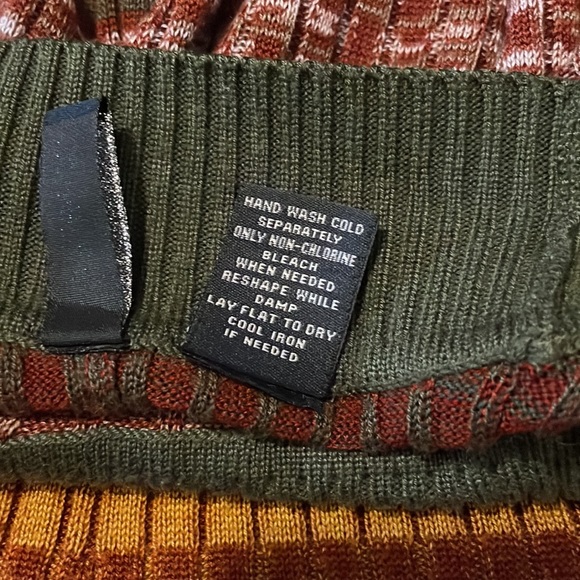 HAND WASH COLD
SEPARATELY
ONLY NON-CHLORINE
BLEACH
WHEN NEEDED
RESHAPE WHILE
DAMP
LAY FLAT TO DRY
COOL IRON
IF NEEDED